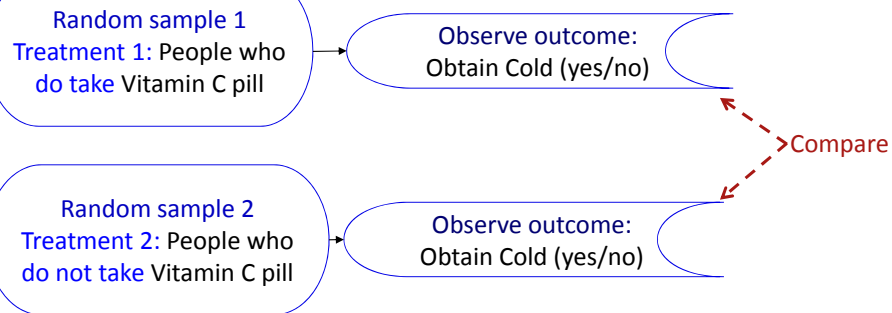 Random sample 1
Treatment 1: People who
do take Vitamin C pill
Observe outcome:
Obtain Cold (yes/no)
Compare
Random sample 2
Treatment 2: People who
do not take Vitamin C pill
Observe outcome:
Obtain Cold (yes/no)